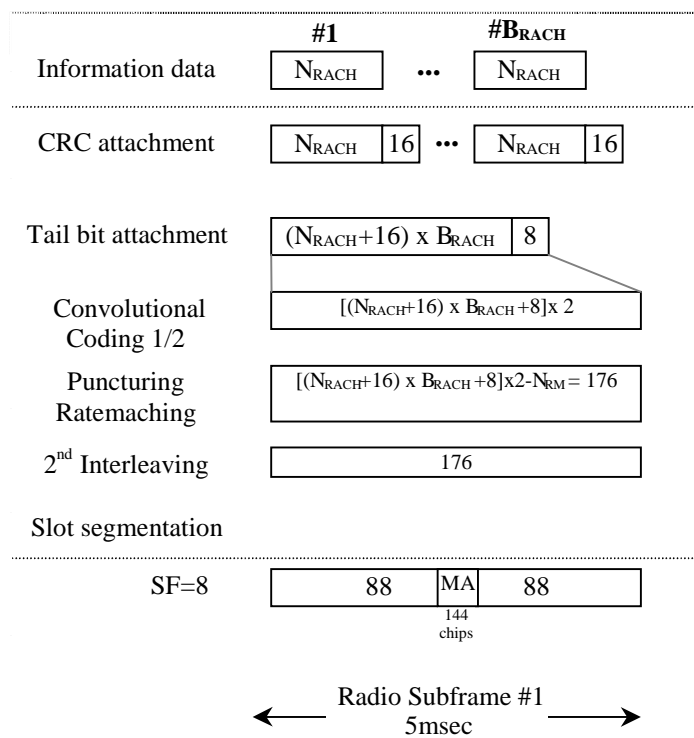 #1 #BRACH
Information data NRACH ... NRACH
CRC attachment NRACH 16 ... NRACH 16
Tail bit attachment (NRACH+16) x BRACH 8
Convolutional
Coding 1/2
[(NRACH+16) x BRACH+8]x 2
Puncturing
Ratemaching
[(NRACH+16) x BRACH+8]x2-NRM = 176
2nd Interleaving 176
Slot segmentation
SF=8 88 MA 88
144
chips
Radio Subframe #1
5msec